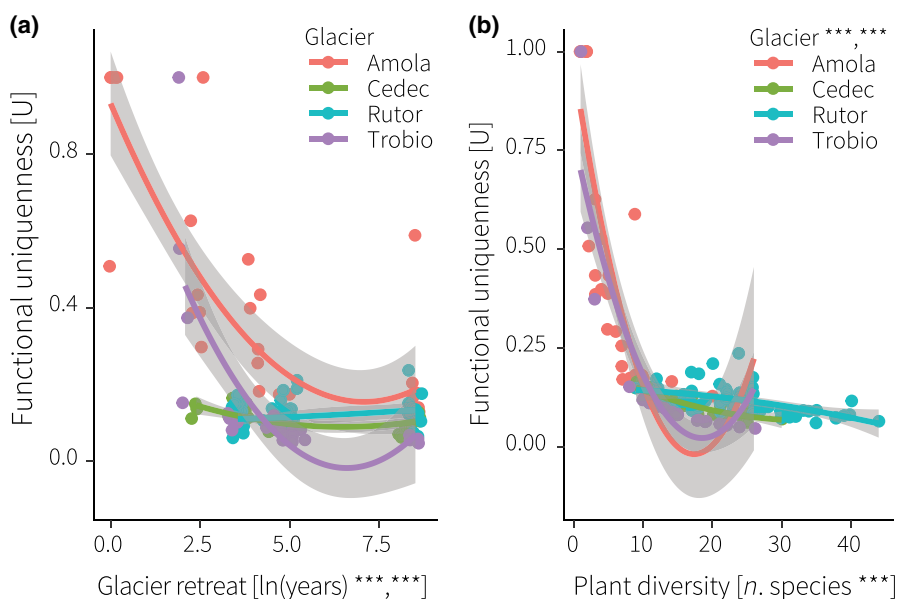 (a)
Functional uniquenness [U]
0.8
0.4
0.0
0.0 2.5 5.0 7.5
Glacier retreat [ln(years) ***,***]
Glacier
Amola
Cedec
Rutor
Trobio
(b)
Functional uniquenness [U]
1.00
0.75
0.50
0.25
0.00
0 10 20 30 40
Plant diversity [n. species ***]
Glacier ***,***
Amola
Cedec
Rutor
Trobio